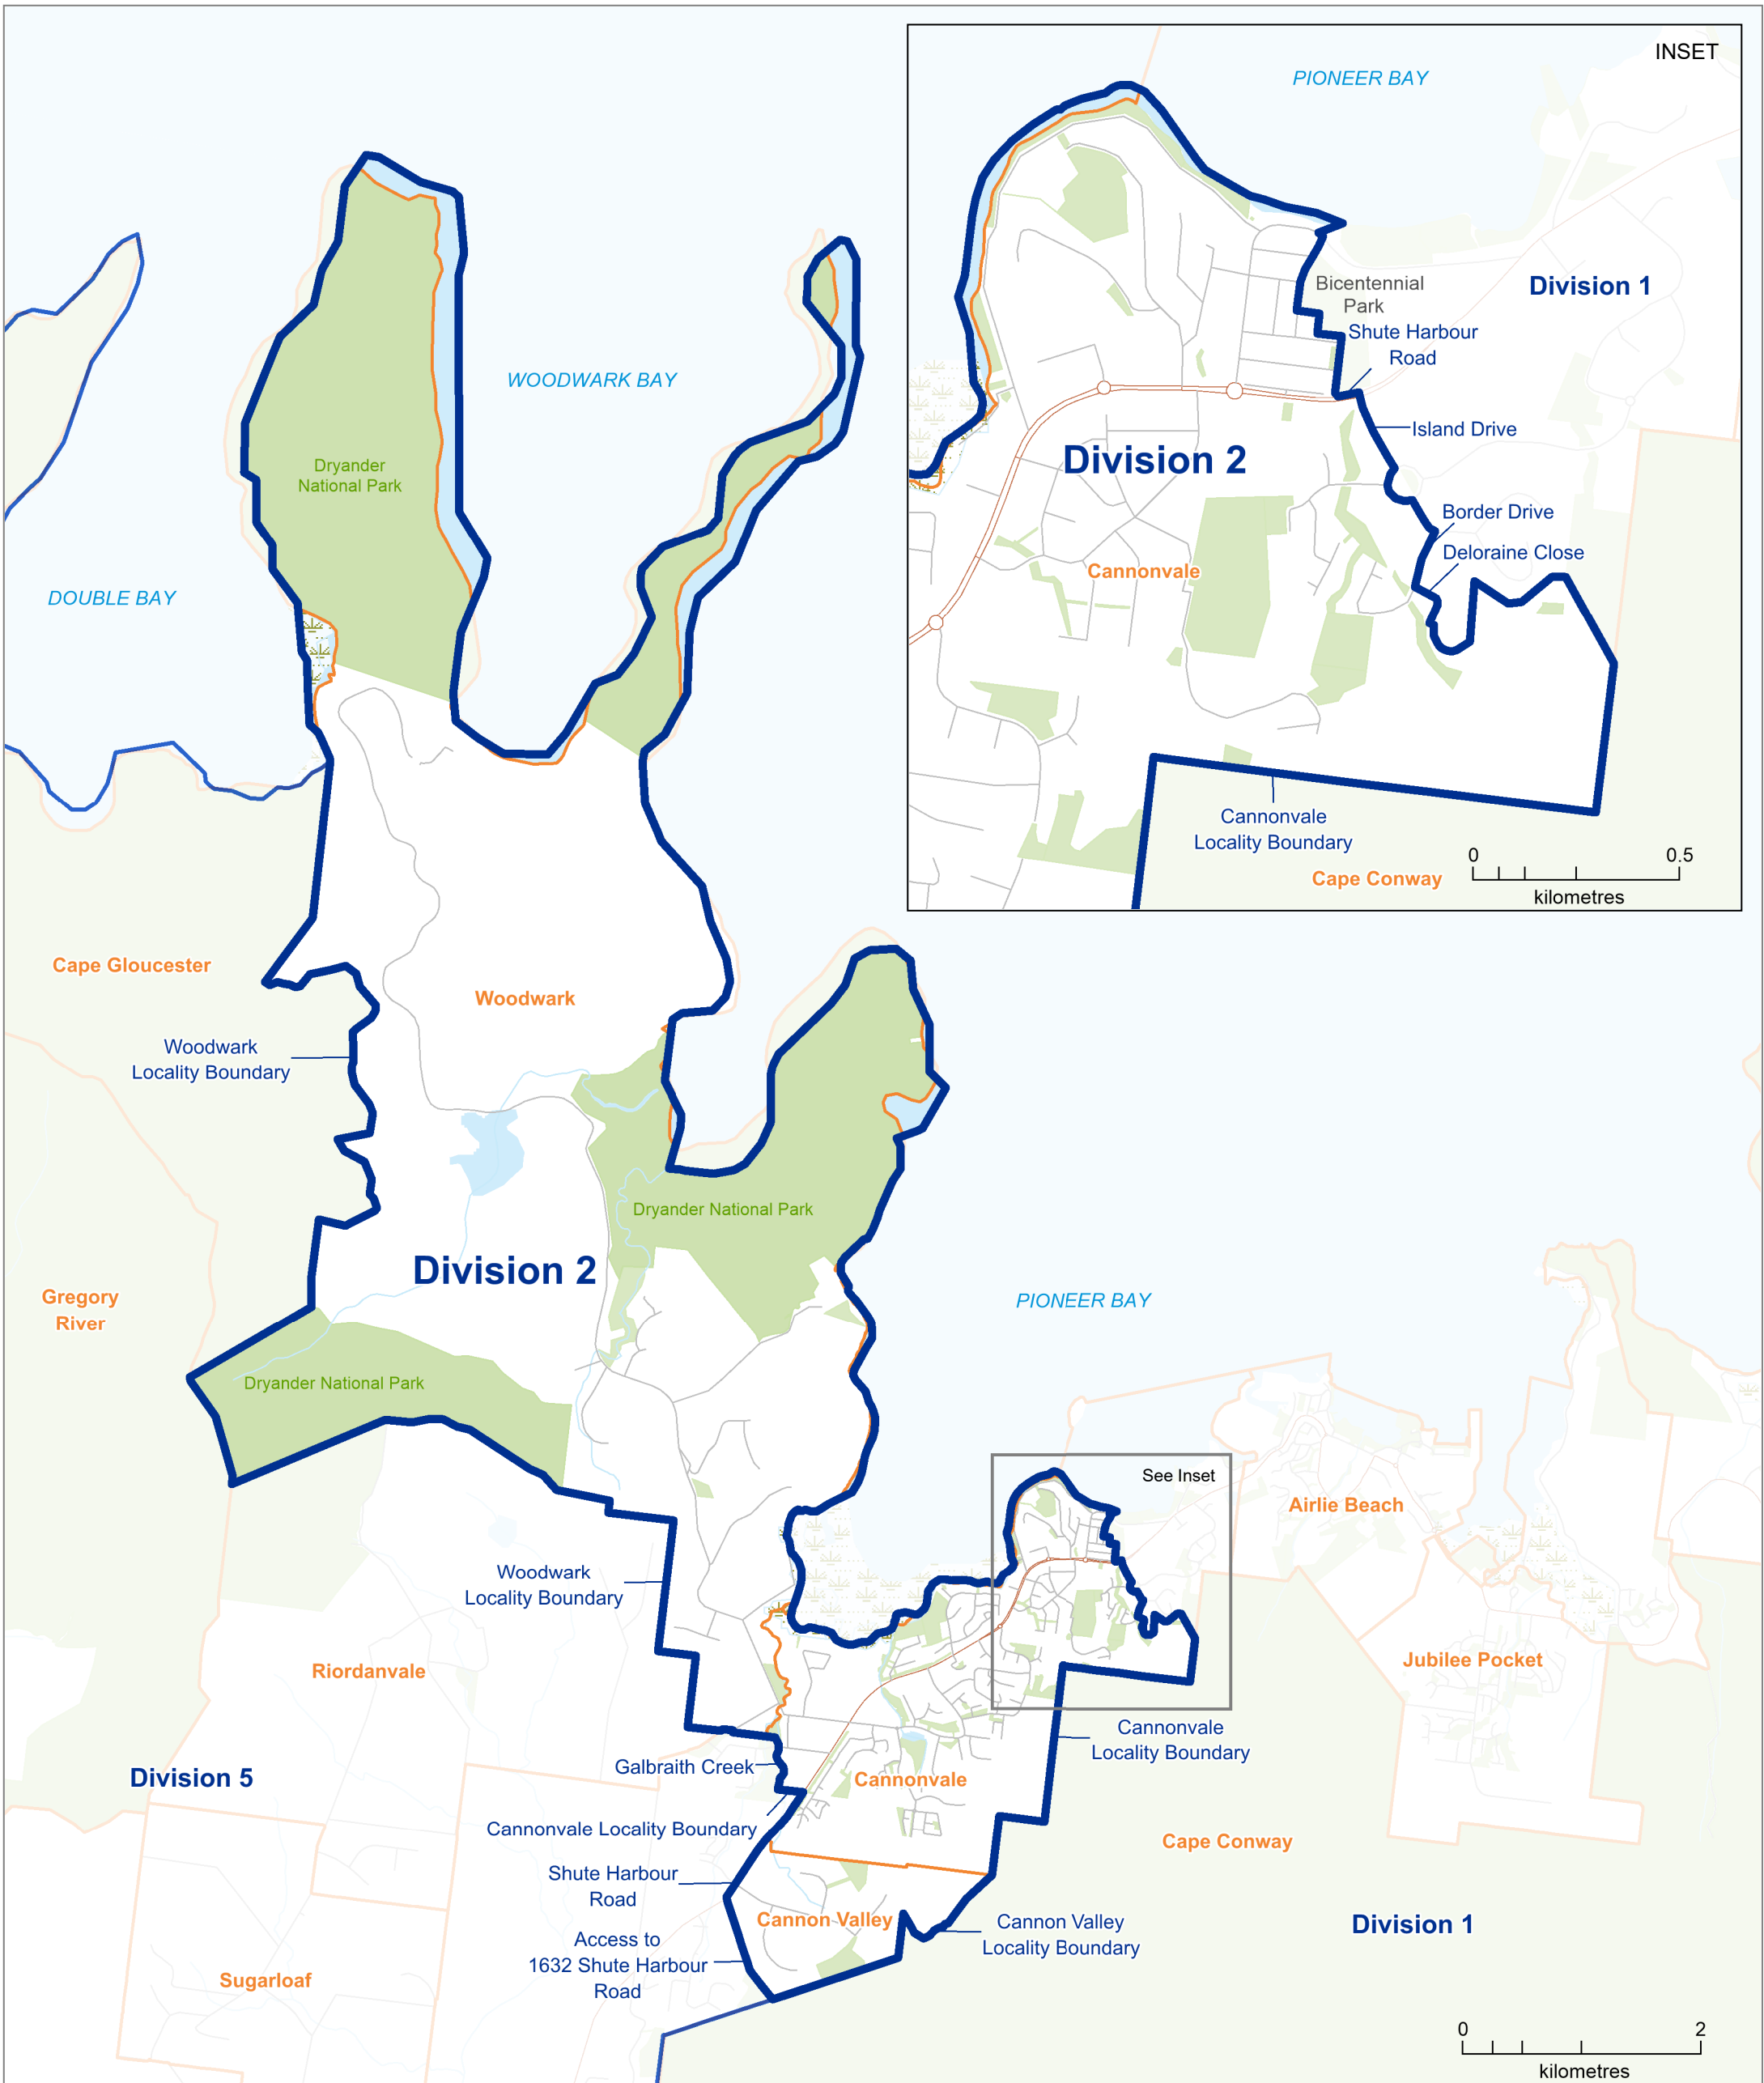 INSET
PIONEER BAY
Division 1
Bicentennial
Park
Shute Harbour
Road
Island Drive
Division 2
Border Drive
Deloraine Close
Cannonvale
Cannonvale
Locality Boundary
Cape Conway
0 0.5
kilometres
WOODWARK BAY
Dryander
National Park
DOUBLE BAY
Cape Gloucester
Woodwark
Woodwark
Locality Boundary
Dryander National Park
Division 2
Gregory
River
PIONEER BAY
Dryander National Park
See Inset
Airlie Beach
Woodwark
Locality Boundary
Riordanvale
Jubilee Pocket
Cannonvale
Locality Boundary
Galbraith Creek
Division 5
Cannonvale
Cannonvale Locality Boundary
Cape Conway
Shute Harbour
Road
Cannon Valley
Cannon Valley
Locality Boundary
Division 1
Access to
1632 Shute Harbour
Road
Sugarloaf
0 2
kilometres